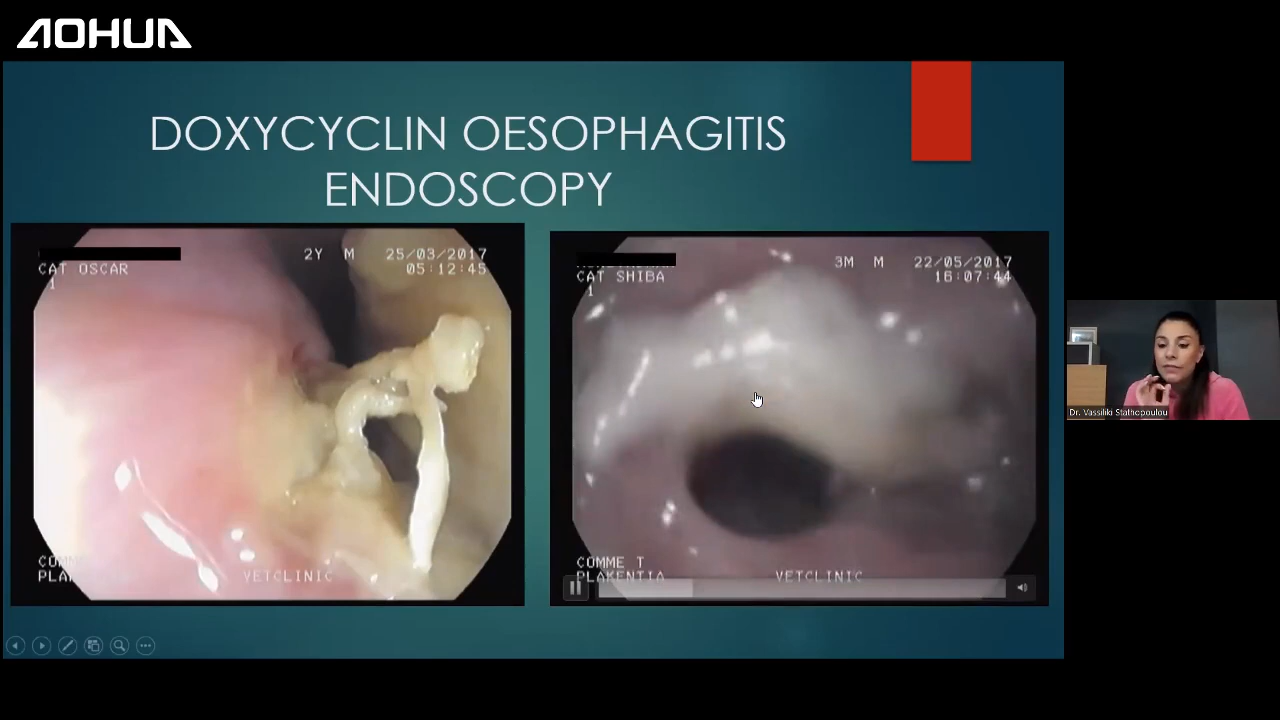 AOHUA
DOXYCYCLIN OESOPHAGITIS
ENDOSCOPY
2Y M 25/03/2017
CAT OSCAR 05:12:45
1
VETCLINIC
3M M 22/05/2017
CAT SHIBA 16:07:44
1
COMME T
PLAKENTIA VETCLINIC
Dr. Vassiliki Stathopoulou